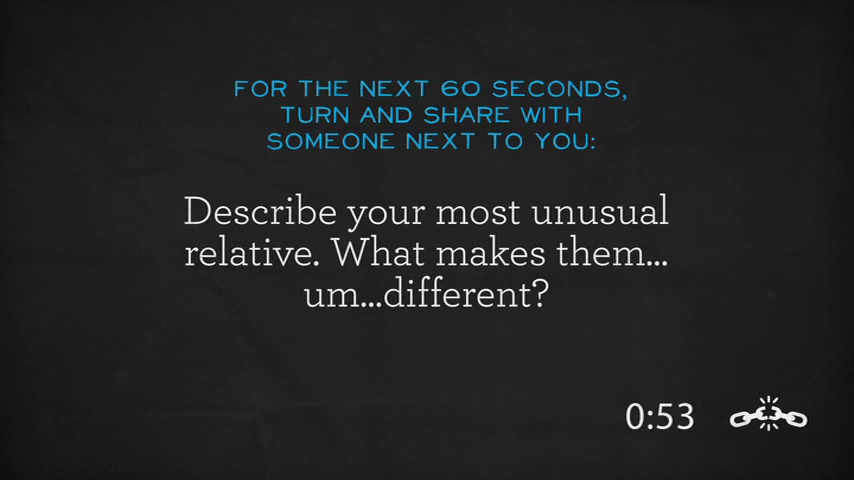 FOR THE NEXT 60 SECONDS,
TURN AND SHARE WITH
SOMEONE NEXT TO YOU:
Describe your most unusual
relative. What makes them...
um...different?
0:53